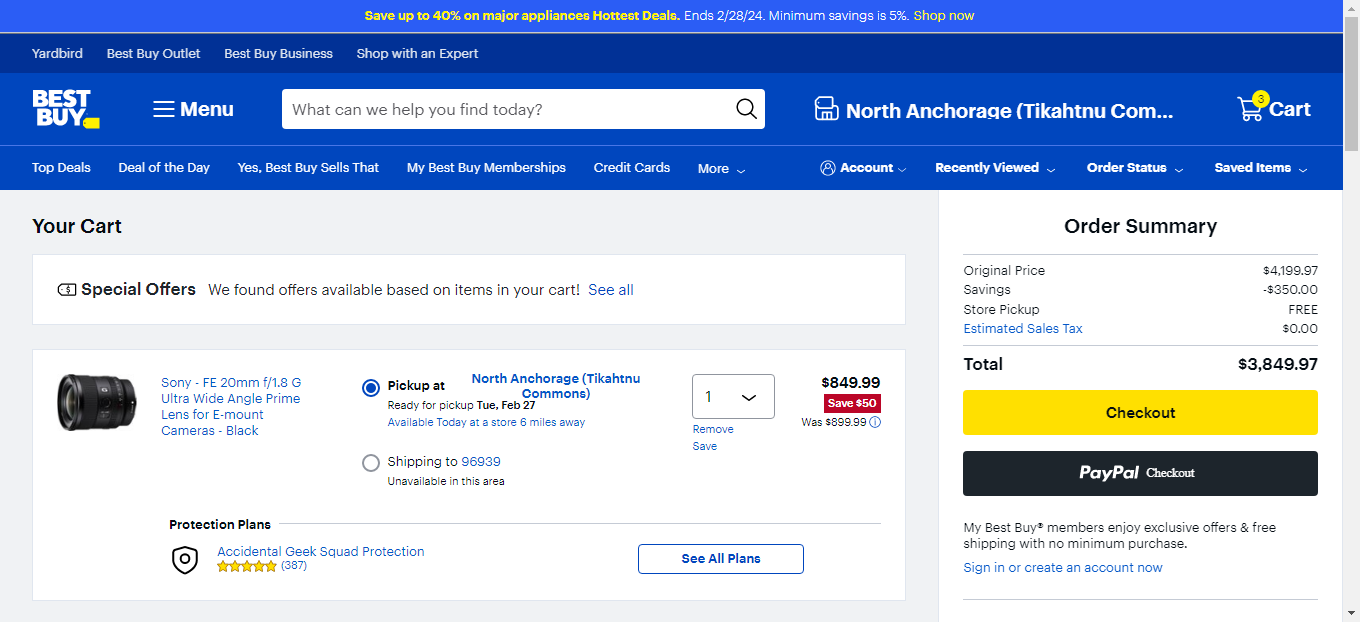 Save up to 40% on major appliances Hottest Deals. Ends 2/28/24. Minimum savings is 5%. Shop now
Yardbird Best Buy Outlet Best Buy Business Shop with an Expert
BEST BUY
Menu
What can we help you find today?
North Anchorage (Tikahtnu Com...
3
Cart
Top Deals Deal of the Day Yes, Best Buy Sells That My Best Buy Memberships Credit Cards More
Account Recently Viewed Order Status Saved Items
Your Cart
Special Offers We found offers available based on items in your cart! See all
Sony - FE 20mm f/1.8 G
Ultra Wide Angle Prime
Lens for E-mount
Cameras - Black
Pickup at North Anchorage (Tikahtnu
Commons)
Ready for pickup Tue, Feb 27
Available Today at a store 6 miles away
Shipping to 96939
Unavailable in this area
1
Remove
Save
$849.99
Save $50
Was $899.99
Protection Plans
Accidental Geek Squad Protection
(387)
See All Plans
Order Summary
Original Price $4,199.97
Savings -$350.00
Store Pickup FREE
Estimated Sales Tax $0.00
Total $3,849.97
Checkout
PayPal Checkout
My Best Buy® members enjoy exclusive offers & free
shipping with no minimum purchase.
Sign in or create an account now